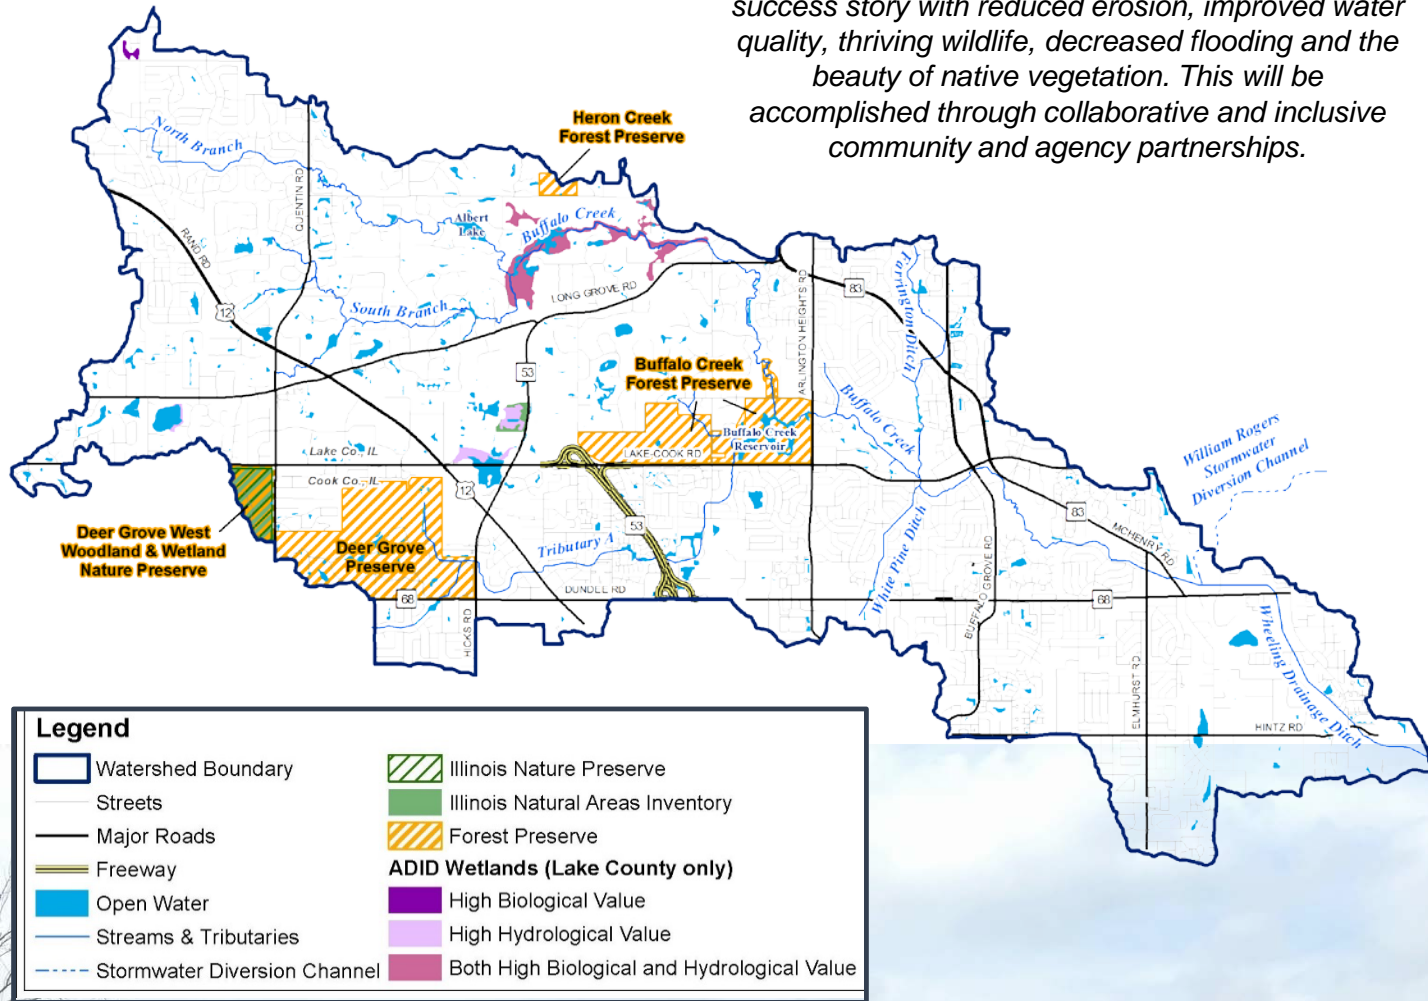 success story with reduced erosion, improved water
quality, thriving wildlife, decreased flooding and the
beauty of native vegetation. This will be
accomplished through collaborative and inclusive
community and agency partnerships.
Heron Creek
Forest Preserve
North Branch
QUENTIN RD
RAND RD
Albert
Lake
Buffalo Creek
12
South Branch
LONG GROVE RD
53
ARLINGTON HEIGHTS RD
83
Farrington Ditch
Buffalo Creek
Forest Preserve
Buffalo Creek
Buffalo Creek
Reservoir
Lake Co., IL
LAKE-COOK RD
Cook Co., IL
12
William Rogers
Stormwater
Diversion Channel
Deer Grove West
Woodland & Wetland
Nature Preserve
Deer Grove
Preserve
Tributary A
53
White Pine Ditch
83
MCHENRY RD
DUNDEE RD
68
68
HICKS RD
BUFFALO GROVE RD
ELMHURST RD
Wheeling Drainage Ditch
HINTZ RD
Legend
Watershed Boundary
Streets
Major Roads
Freeway
Open Water
Streams & Tributaries
Stormwater Diversion Channel
Illinois Nature Preserve
Illinois Natural Areas Inventory
Forest Preserve
ADID Wetlands (Lake County only)
High Biological Value
High Hydrological Value
Both High Biological and Hydrological Value